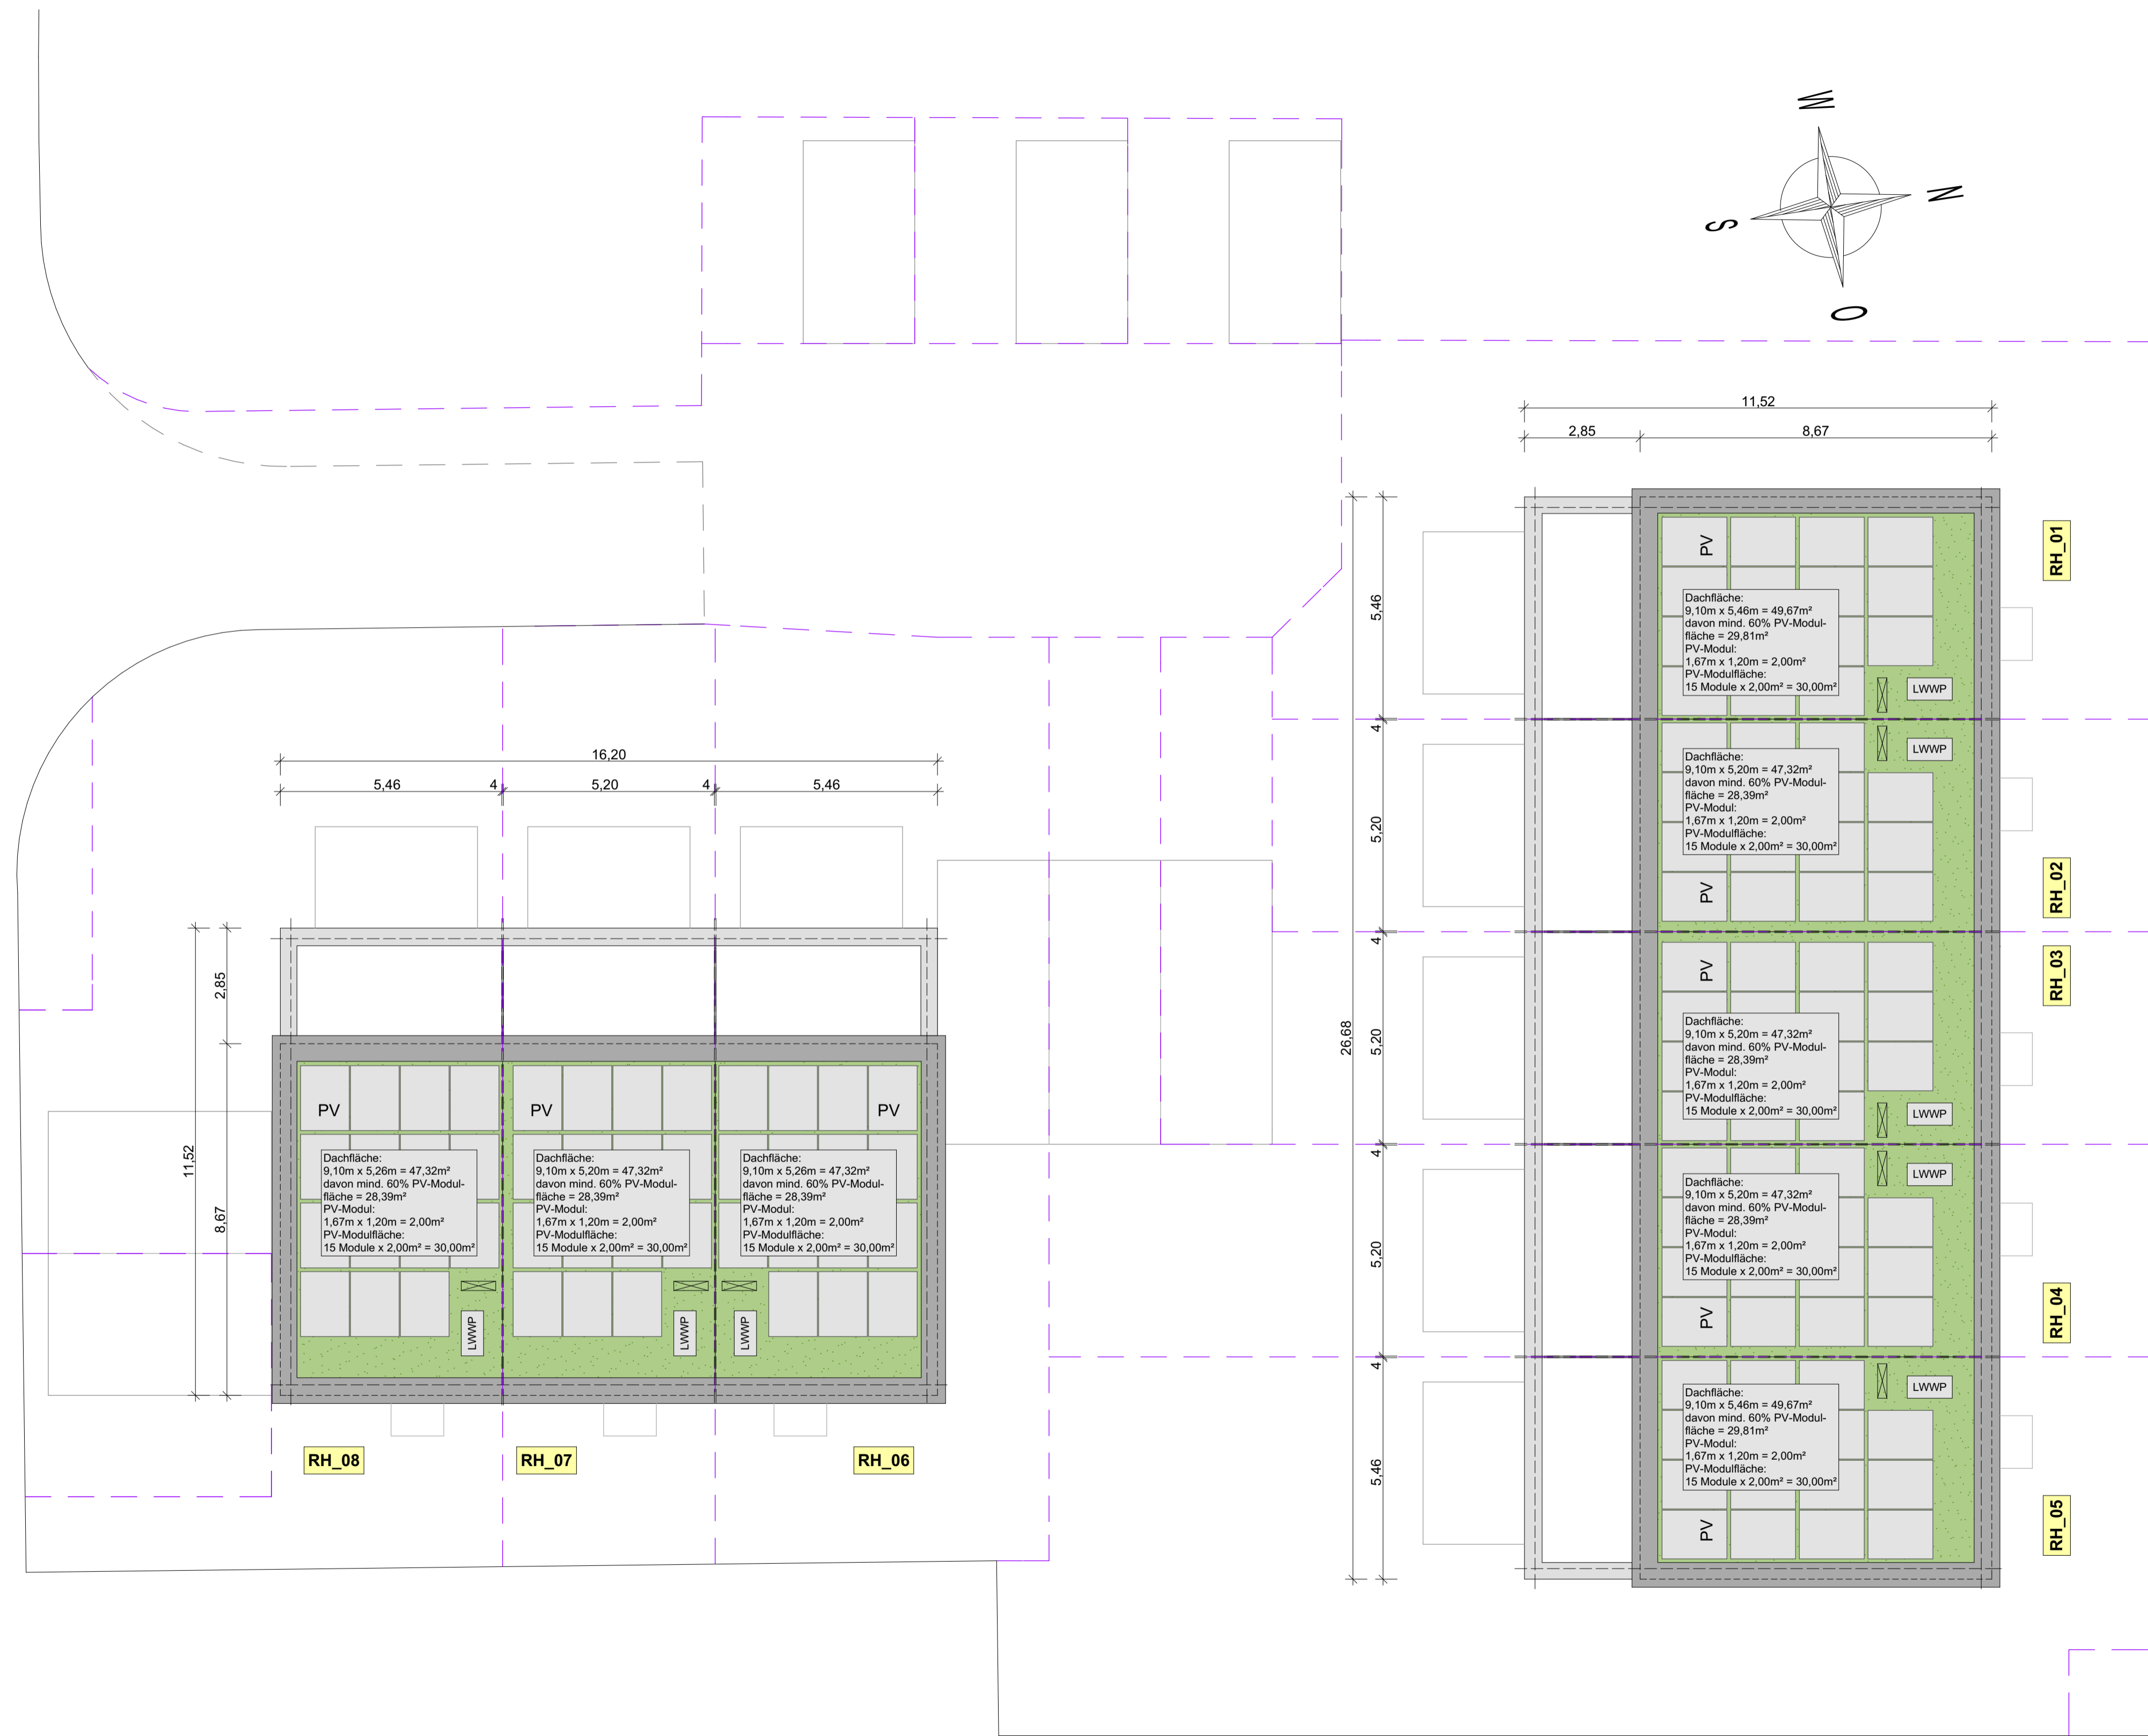 W
N
S
O
11,52
2,85
8,67
26,68
5,46
4
5,20
4
5,20
4
5,20
4
5,46
PV
Dachfläche:
9,10m x 5,46m = 49,67m²
davon mind. 60% PV-Modul-
fläche = 29,81m²
PV-Modul:
1,67m x 1,20m = 2,00m²
PV-Modulfläche:
15 Module x 2,00m² = 30,00m²
LWWP
RH_01
LWWP
Dachfläche:
9,10m x 5,20m = 47,32m²
davon mind. 60% PV-Modul-
fläche = 28,39m²
PV-Modul:
1,67m x 1,20m = 2,00m²
PV-Modulfläche:
15 Module x 2,00m² = 30,00m²
PV
RH_02
PV
RH_03
Dachfläche:
9,10m x 5,20m = 47,32m²
davon mind. 60% PV-Modul-
fläche = 28,39m²
PV-Modul:
1,67m x 1,20m = 2,00m²
PV-Modulfläche:
15 Module x 2,00m² = 30,00m²
LWWP
LWWP
Dachfläche:
9,10m x 5,20m = 47,32m²
davon mind. 60% PV-Modul-
fläche = 28,39m²
PV-Modul:
1,67m x 1,20m = 2,00m²
PV-Modulfläche:
15 Module x 2,00m² = 30,00m²
PV
RH_04
LWWP
Dachfläche:
9,10m x 5,46m = 49,67m²
davon mind. 60% PV-Modul-
fläche = 29,81m²
PV-Modul:
1,67m x 1,20m = 2,00m²
PV-Modulfläche:
15 Module x 2,00m² = 30,00m²
PV
RH_05
16,20
5,46
4
5,20
4
5,46
11,52
2,85
8,67
PV
Dachfläche:
9,10m x 5,26m = 47,32m²
davon mind. 60% PV-Modul-
fläche = 28,39m²
PV-Modul:
1,67m x 1,20m = 2,00m²
PV-Modulfläche:
15 Module x 2,00m² = 30,00m²
LWWP
RH_08
PV
Dachfläche:
9,10m x 5,20m = 47,32m²
davon mind. 60% PV-Modul-
fläche = 28,39m²
PV-Modul:
1,67m x 1,20m = 2,00m²
PV-Modulfläche:
15 Module x 2,00m² = 30,00m²
LWWP
RH_07
PV
Dachfläche:
9,10m x 5,26m = 47,32m²
davon mind. 60% PV-Modul-
fläche = 28,39m²
PV-Modul:
1,67m x 1,20m = 2,00m²
PV-Modulfläche:
15 Module x 2,00m² = 30,00m²
LWWP
RH_06